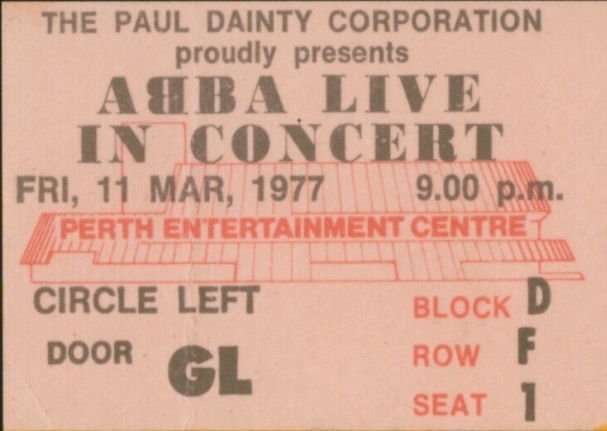 THE PAUL DAINTY CORPORATION
proudly presents
ABBA LIVE
IN CONCERT
FRI, 11 MAR, 1977 9.00 p.m.
PERTH ENTERTAINMENT CENTRE
CIRCLE LEFT
BLOCK D
DOOR GL
ROW F
SEAT 1